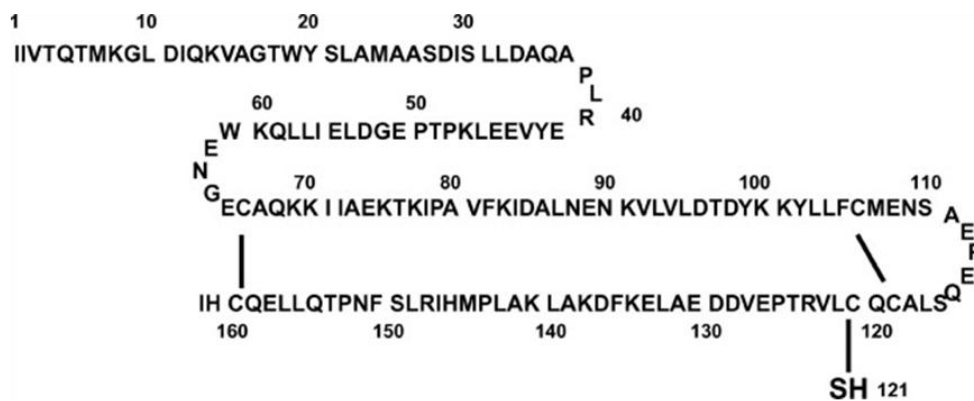 1 10 20 30
IIVTQTMKGL DIQKVAGTWY SLAMAASDIS LLDAQA
P
L
R 40
60 50
W KQLLI ELDGE PTPKLEEVYE
E
N
G
70 80 90 100 110
ECAQKK I IAEKTKIPA VFKIDALNEN KVLVLDTDYK KYLLFCMENS
A
E
E
Q
IH CQELLQTPNF SLRIHMPLAK LAKDFKELAE DDVEPTRVLC QCALS
160 150 140 130 120
SH 121